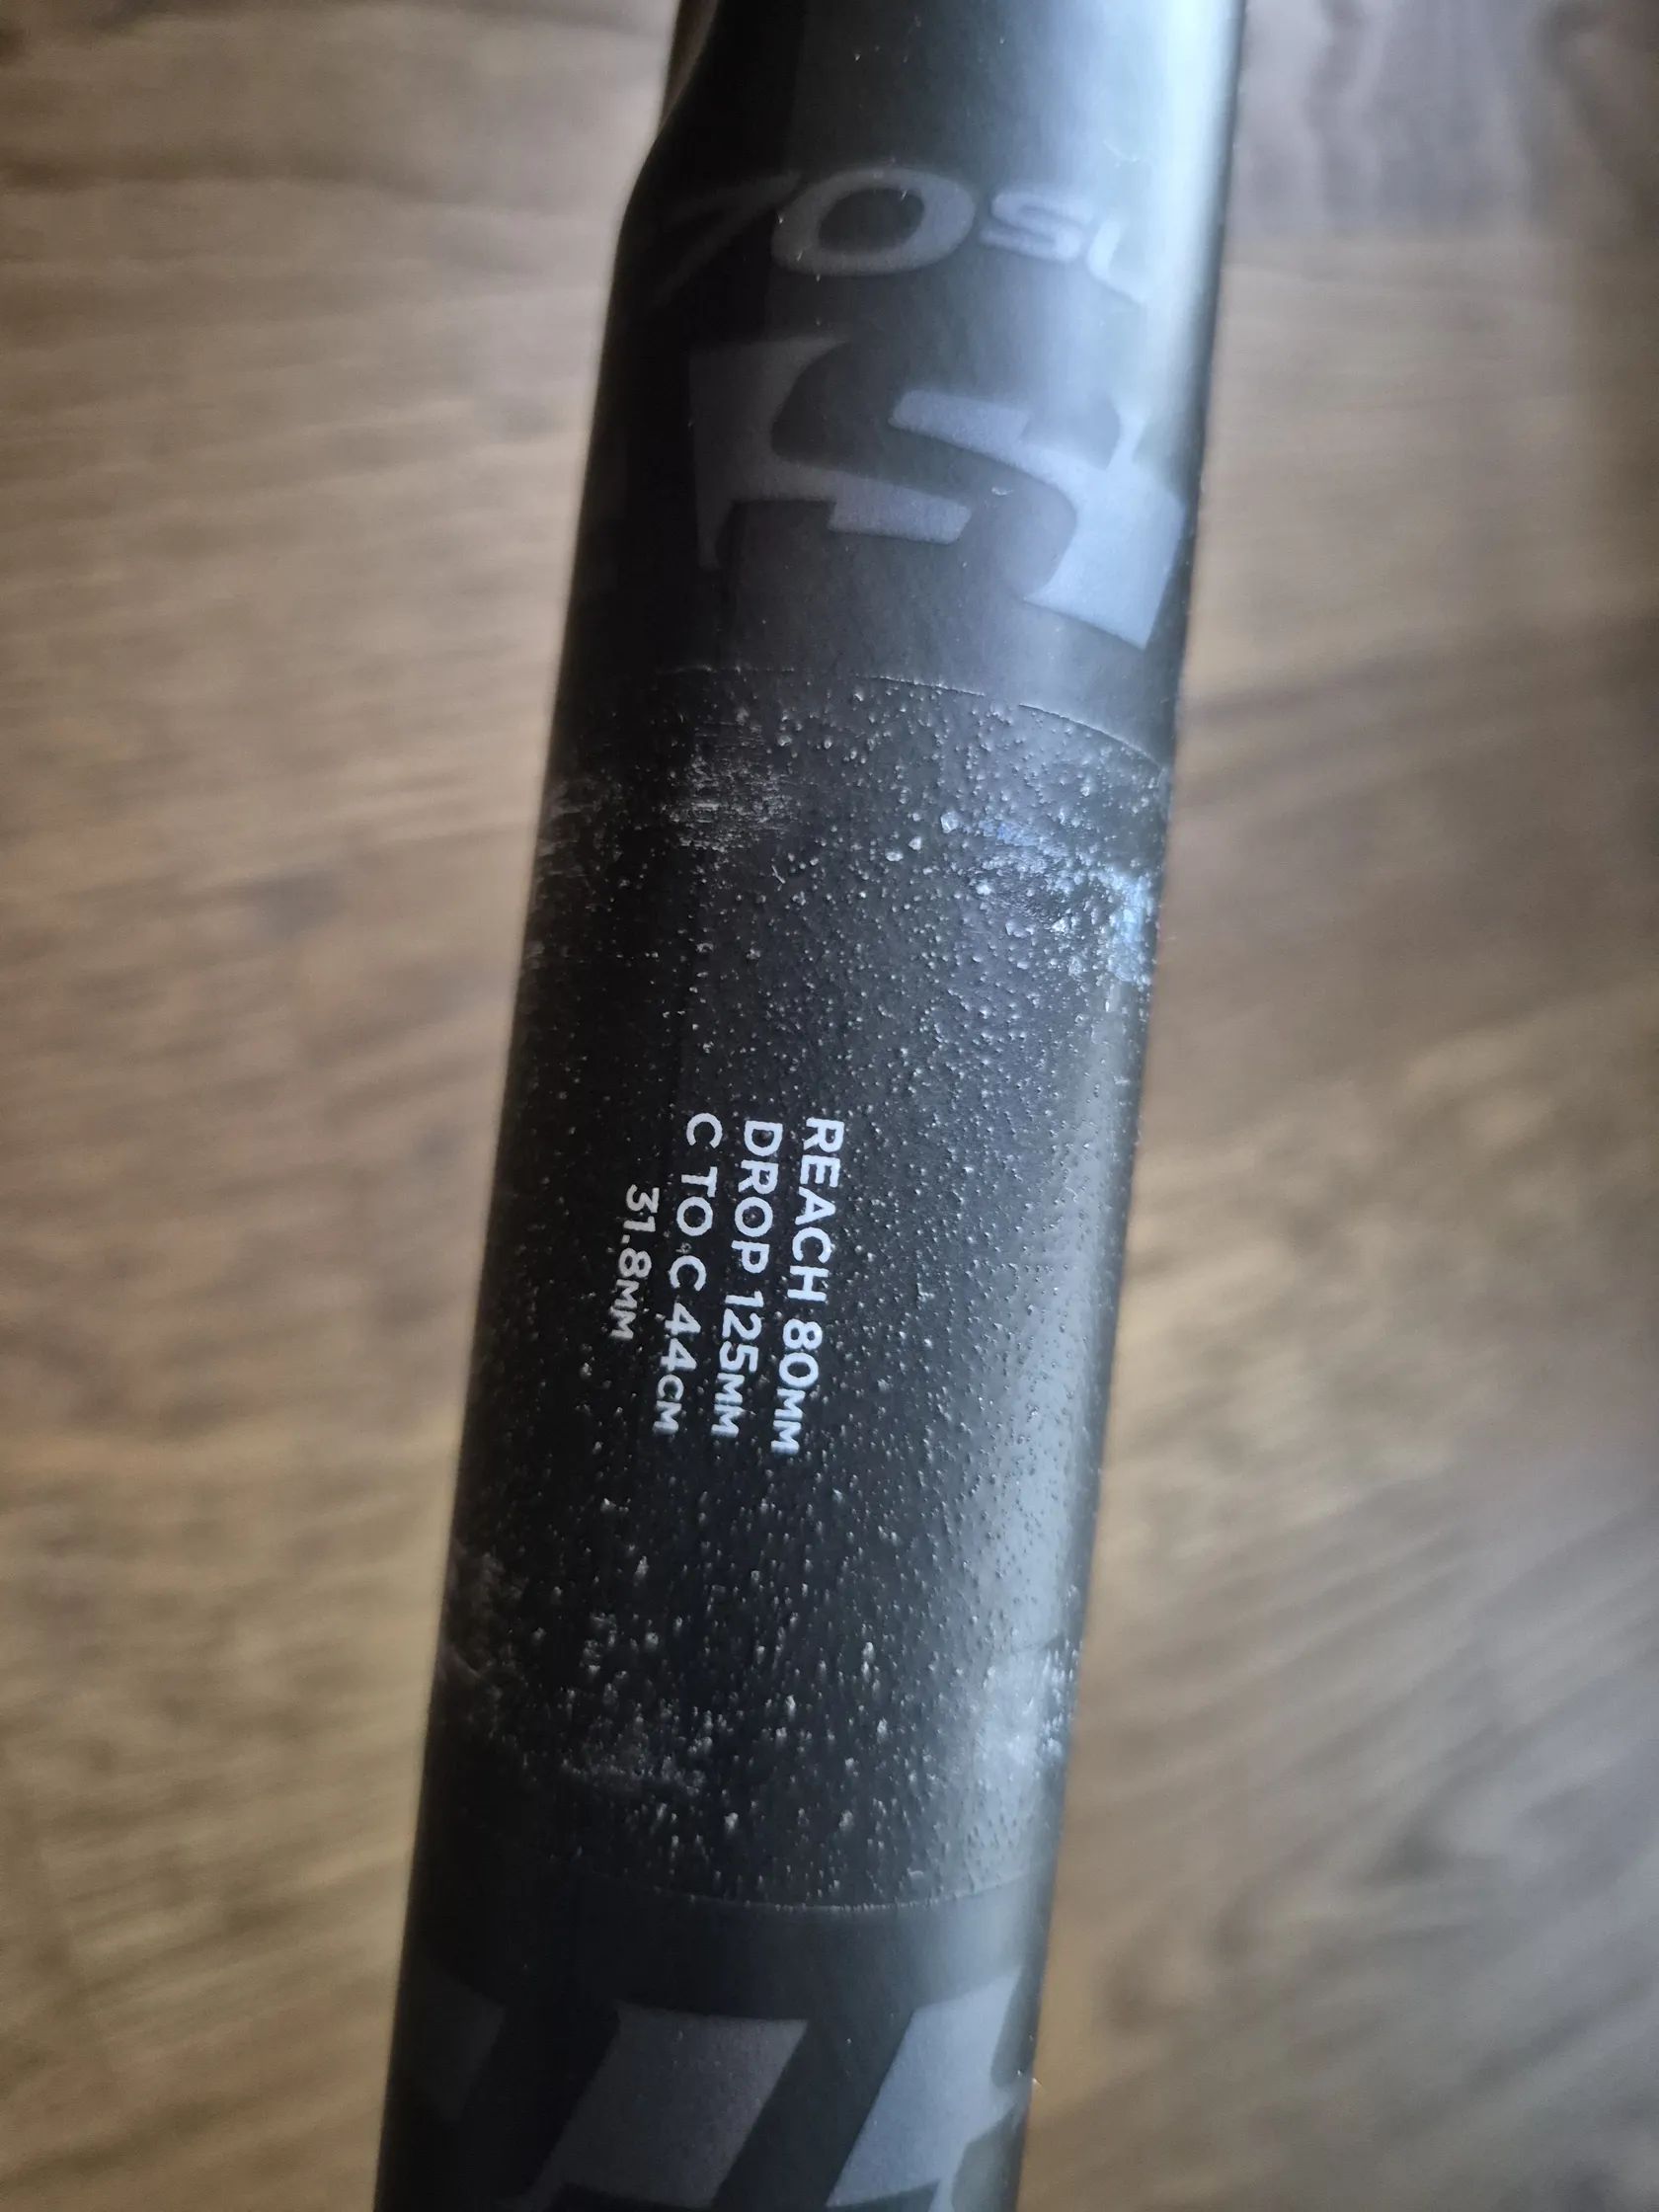 REACH 80MM
DROP 125MM
C TO C 44CM
31.8MM